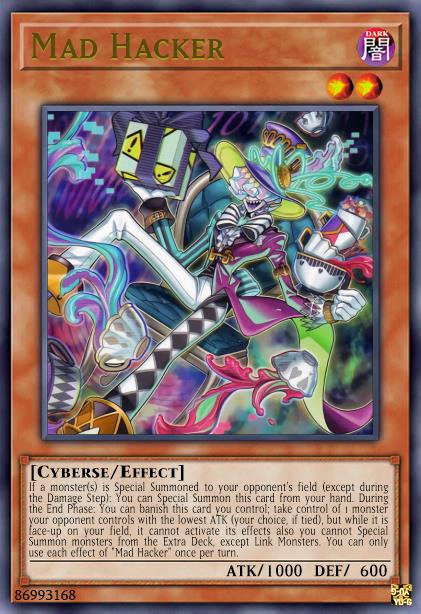 Mad Hacker
DARK
闇
[Cyberse/Effect]
If a monster(s) is Special Summoned to your opponent's field (except during
the Damage Step): You can Special Summon this card from your hand. During
the End Phase: You can banish this card you control; take control of 1 monster
your opponent controls with the lowest ATK (your choice, if tied), but while it is
face-up on your field, it cannot activate its effects also you cannot Special
Summon monsters from the Extra Deck, except Link Monsters. You can only
use each effect of "Mad Hacker" once per turn.
ATK/1000 DEF/ 600
86993168